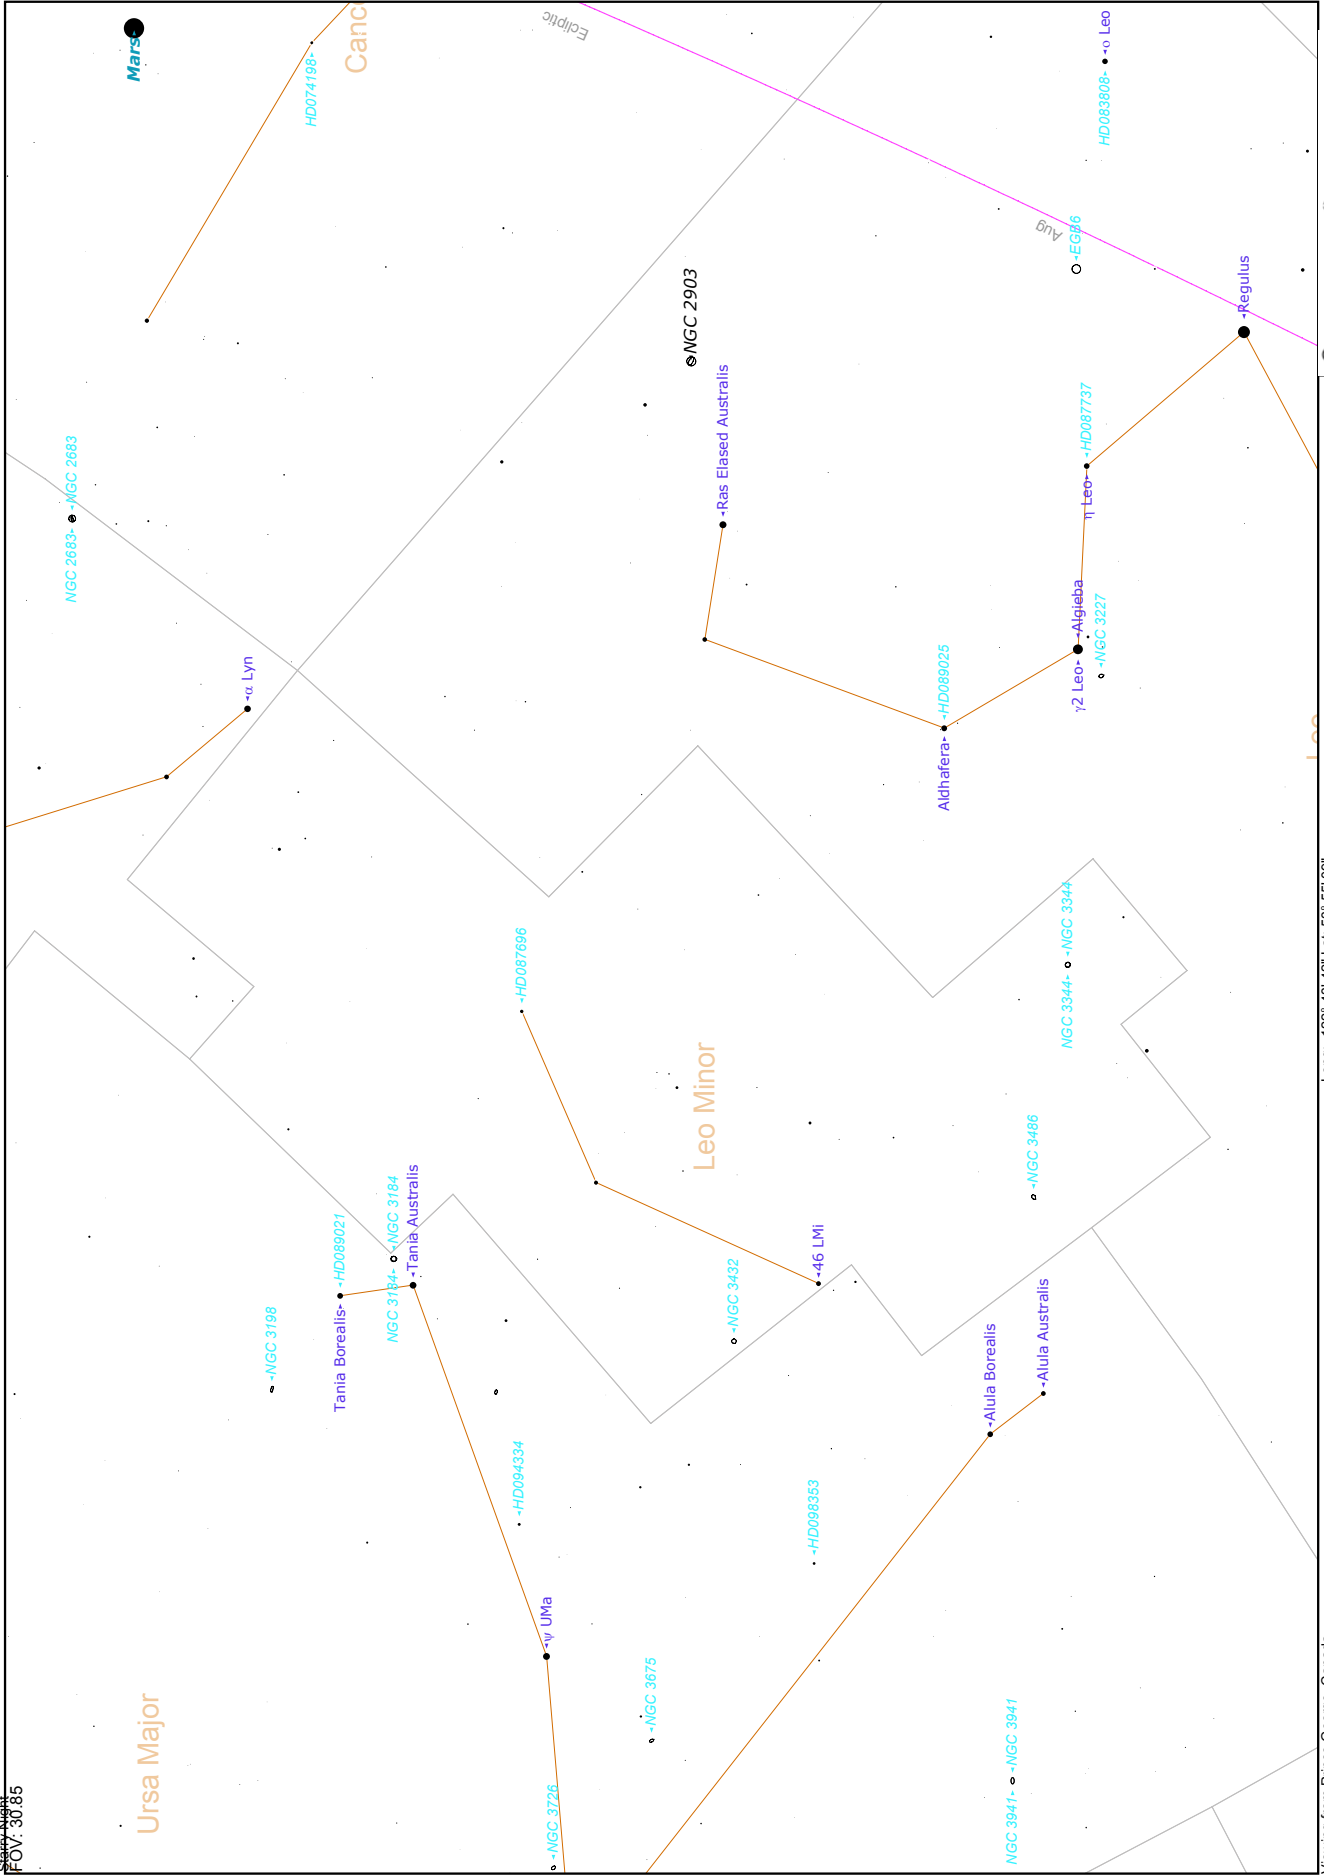 Mars
HD074198
Canc
Ecliptic
ο Leo
HD083808
Aug
EGB6
Regulus
NGC 2903
Ras Elased Australis
HD087737
η Leo
NGC 2683
NGC 2683
Algieba
γ2 Leo
NGC 3227
HD089025
Aldhafera
α Lyn
NGC 3344
NGC 3344
HD087696
Leo Minor
NGC 3486
NGC 3184
NGC 3184
Tania Australis
HD089021
Tania Borealis
NGC 3198
46 LMi
NGC 3432
Alula Borealis
Alula Australis
HD094334
HD098353
ψ UMa
NGC 3675
NGC 3941
NGC 3941
Ursa Major
NGC 3726
Starry Night
FOV: 30.85